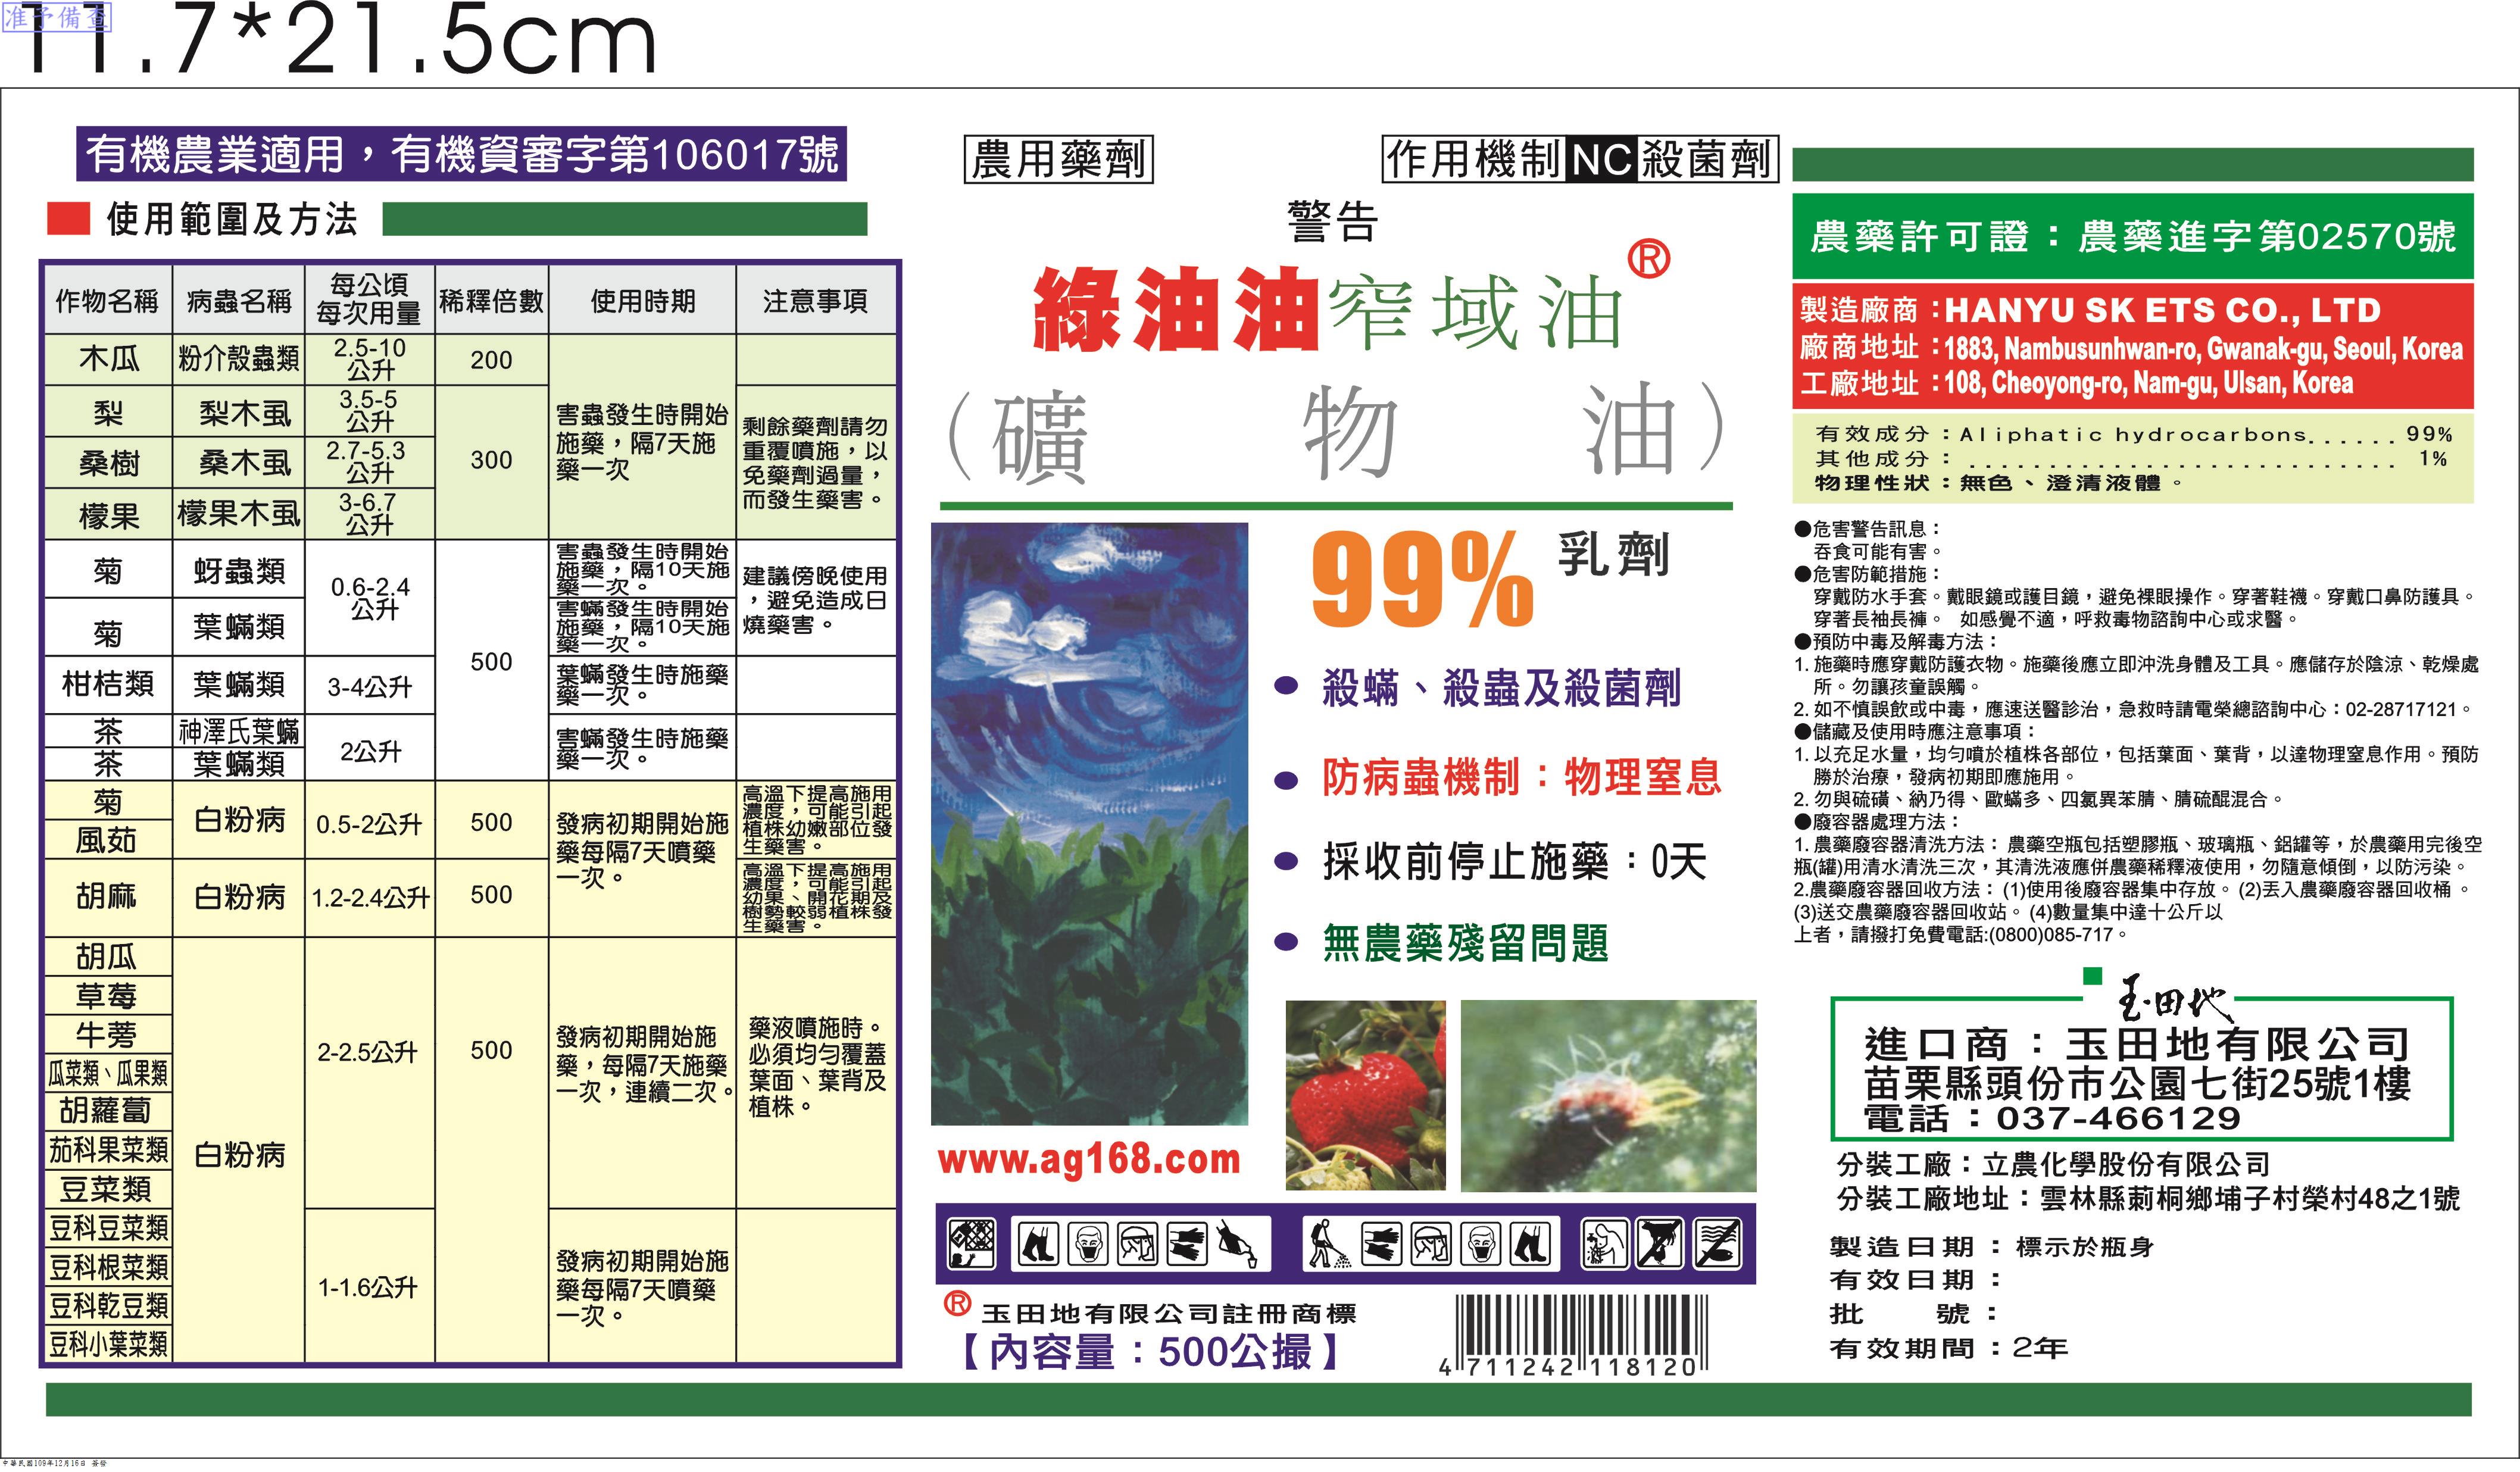 准予備查
11.7*21.5cm
有機農業適用，有機資審字第106017號
使用範圍及方法
作物名稱 病蟲名稱 每公頃每次用量 稀釋倍數 使用時期 注意事項
木瓜 粉介殼蟲類 2.5-10公升 200
梨 梨木虱 3.5-5公升
桑樹 桑木虱 2.7-5.3公升 300
檬果 檬果木虱 3-6.7公升
害蟲發生時開始
施藥，隔7天施
藥一次
剩餘藥劑請勿
重覆噴施，以
免藥劑過量，
而發生藥害。
菊 蚜蟲類 0.6-2.4公升
害蟲發生時開始
施藥，隔10天施
藥一次。
菊 葉蟎類
害蟎發生時開始
施藥，隔10天施
藥一次。
建議傍晚使用
，避免造成日
燒藥害。
500
柑桔類 葉蟎類 3-4公升
葉蟎發生時施藥
藥一次。
茶 神澤氏葉蟎 2公升
茶 葉蟎類
害蟎發生時施藥
藥一次。
菊 白粉病 0.5-2公升 500
風茹
高溫下提高施用
濃度，可能引起
植株幼嫩部位發
生藥害。
發病初期開始施
藥每隔7天噴藥
一次。
胡麻 白粉病 1.2-2.4公升 500
高溫下提高施用
濃度，可能引起
幼果、開花期及
樹勢較弱植株發
生藥害。
胡瓜
草莓
牛蒡
瓜菜類、瓜果類
胡蘿蔔
茄科果菜類
豆菜類
白粉病
2-2.5公升 500
發病初期開始施
藥，每隔7天施藥
一次，連續二次。
藥液噴施時。
必須均勻覆蓋
葉面、葉背及
植株。
豆科豆菜類
豆科根菜類
豆科乾豆類
豆科小葉菜類
1-1.6公升
發病初期開始施
藥每隔7天噴藥
一次。
農用藥劑
作用機制NC殺菌劑
警告
綠油油窄域油®
（礦物油）
99% 乳劑
殺蟎、殺蟲及殺菌劑
防病蟲機制：物理窒息
採收前停止施藥：0天
無農藥殘留問題
www.ag168.com
® 玉田地有限公司註冊商標
【內容量：500公撮】
4 711242 118120
農藥許可證：農藥進字第02570號
製造廠商：HANYU SK ETS CO., LTD
廠商地址：1883, Nambusunhwan-ro, Gwanak-gu, Seoul, Korea
工廠地址：108, Cheoyong-ro, Nam-gu, Ulsan, Korea
有效成分：Aliphatic hydrocarbons......99%
其他成分：...........................1%
物理性狀：無色、澄清液體。
●危害警告訊息：
吞食可能有害。
●危害防範措施：
穿戴防水手套。戴眼鏡或護目鏡，避免裸眼操作。穿著鞋襪。穿戴口鼻防護具。
穿著長袖長褲。 如感覺不適，呼救毒物諮詢中心或求醫。
●預防中毒及解毒方法：
1. 施藥時應穿戴防護衣物。施藥後應立即沖洗身體及工具。應儲存於陰涼、乾燥處
所。勿讓孩童誤觸。
2. 如不慎誤飲或中毒，應速送醫診治，急救時請電榮總諮詢中心：02-28717121。
●儲藏及使用時應注意事項：
1. 以充足水量，均勻噴於植株各部位，包括葉面、葉背，以達物理窒息作用。預防
勝於治療，發病初期即應施用。
2. 勿與硫磺、納乃得、歐蟎多、四氯異苯腈、腈硫醌混合。
●廢容器處理方法：
1. 農藥廢容器清洗方法： 農藥空瓶包括塑膠瓶、玻璃瓶、鋁罐等，於農藥用完後空
瓶(罐)用清水清洗三次，其清洗液應併農藥稀釋液使用，勿隨意傾倒，以防污染。
2.農藥廢容器回收方法： (1)使用後廢容器集中存放。 (2)丟入農藥廢容器回收桶 。
(3)送交農藥廢容器回收站。 (4)數量集中達十公斤以
上者，請撥打免費電話:(0800)085-717。
玉田地
進口商：玉田地有限公司
苗栗縣頭份市公園七街25號1樓
電話：037-466129
分裝工廠：立農化學股份有限公司
分裝工廠地址：雲林縣莿桐鄉埔子村榮村48之1號
製造日期：標示於瓶身
有效日期：
批 號：
有效期間：2年
中華民國109年12月16日 簽發